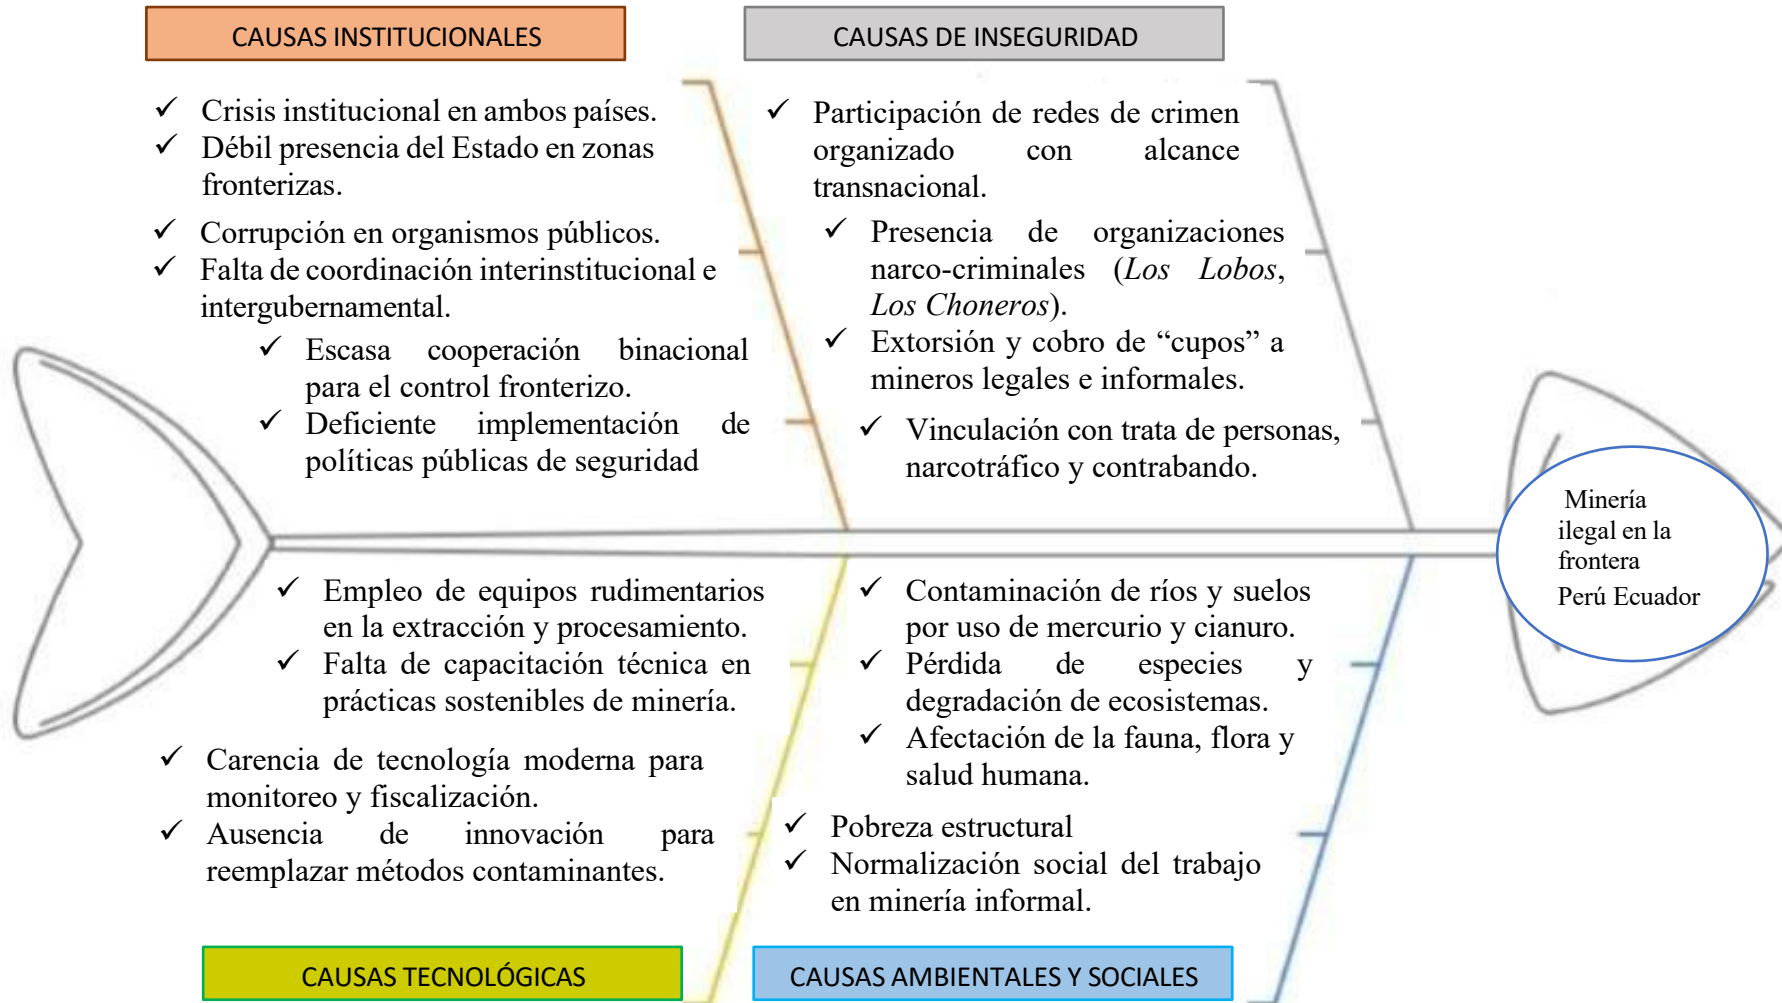 CAUSAS INSTITUCIONALES
✓ Crisis institucional en ambos países.
✓ Débil presencia del Estado en zonas
fronterizas.
✓ Corrupción en organismos públicos.
✓ Falta de coordinación interinstitucional e
intergubernamental.
✓ Escasa cooperación binacional
para el control fronterizo.
✓ Deficiente implementación de
políticas públicas de seguridad
CAUSAS DE INSEGURIDAD
✓ Participación de redes de crimen
organizado con alcance
transnacional.
✓ Presencia de organizaciones
narco-criminales (Los Lobos,
Los Choneros).
✓ Extorsión y cobro de “cupos” a
mineros legales e informales.
✓ Vinculación con trata de personas,
narcotráfico y contrabando.
Minería
ilegal en la
frontera
Perú Ecuador
✓ Empleo de equipos rudimentarios
en la extracción y procesamiento.
✓ Falta de capacitación técnica en
prácticas sostenibles de minería.
✓ Carencia de tecnología moderna para
monitoreo y fiscalización.
✓ Ausencia de innovación para
reemplazar métodos contaminantes.
CAUSAS TECNOLÓGICAS
✓ Contaminación de ríos y suelos
por uso de mercurio y cianuro.
✓ Pérdida de especies y
degradación de ecosistemas.
✓ Afectación de la fauna, flora y
salud humana.
✓ Pobreza estructural
✓ Normalización social del trabajo
en minería informal.
CAUSAS AMBIENTALES Y SOCIALES